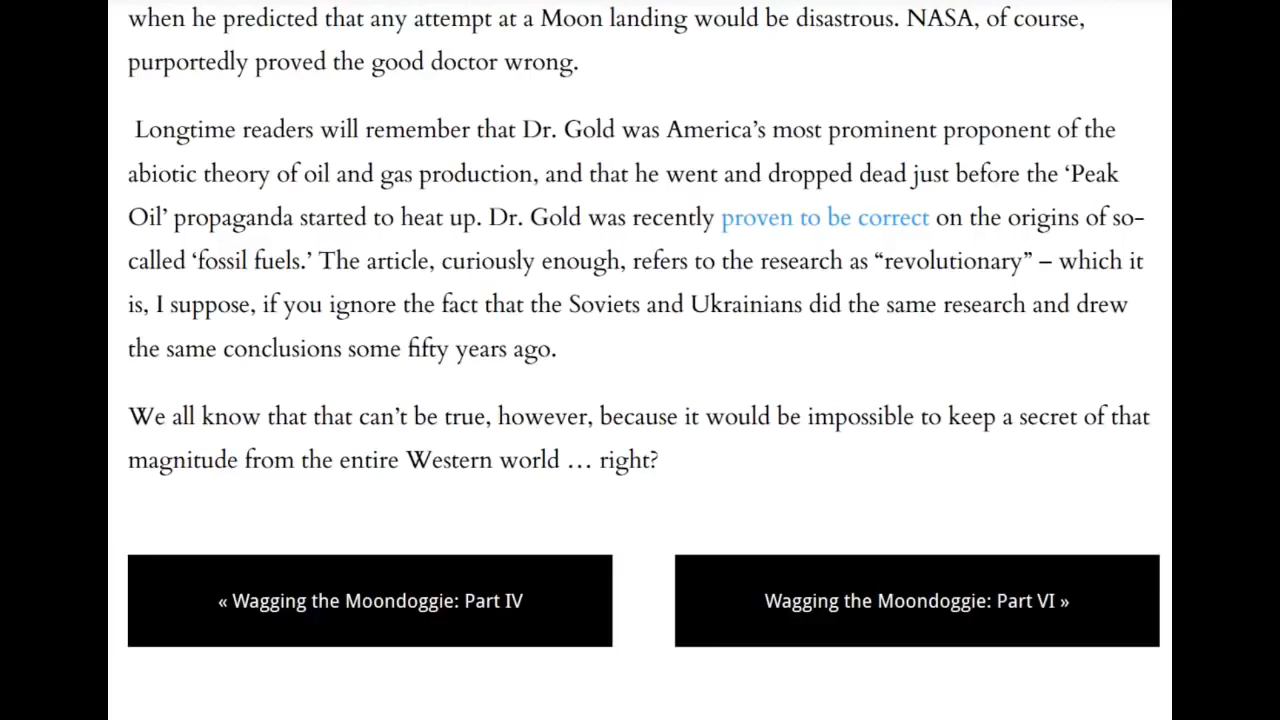 when he predicted that any attempt at a Moon landing would be disastrous. NASA, of course,
purportedly proved the good doctor wrong.
Longtime readers will remember that Dr. Gold was America’s most prominent proponent of the
abiotic theory of oil and gas production, and that he went and dropped dead just before the ‘Peak
Oil’ propaganda started to heat up. Dr. Gold was recently proven to be correct on the origins of so-
called ‘fossil fuels.’ The article, curiously enough, refers to the research as “revolutionary” – which it
is, I suppose, if you ignore the fact that the Soviets and Ukrainians did the same research and drew
the same conclusions some fifty years ago.
We all know that that can’t be true, however, because it would be impossible to keep a secret of that
magnitude from the entire Western world … right?
« Wagging the Moondoggie: Part IV
Wagging the Moondoggie: Part VI »